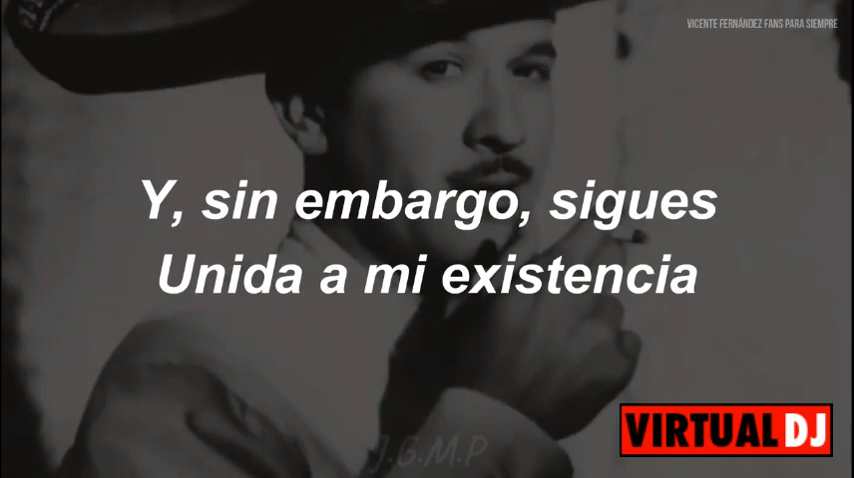 VICENTE FERNÁNDEZ FANS PARA SIEMPRE
Y, sin embargo, sigues
Unida a mi existencia
J.G.M.P
VIRTUAL DJ